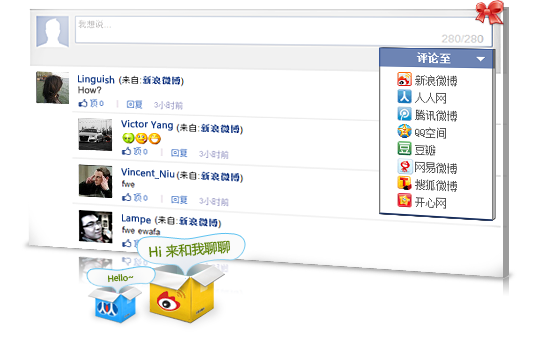 我想说...
280/280
评论至
新浪微博
人人网
腾讯微博
QQ空间
豆瓣
网易微博
搜狐微博
开心网
Linguish (来自:新浪微博)
How?
顶 0 | 回复 3小时前
Victor Yang (来自:新浪微博)
顶 0 | 回复 3小时前
Vincent_Niu (来自:新浪微博)
fwe
顶 0 | 回复 3小时前
Lampe (来自:新浪微博)
fwe ewafa
Hi 来和我聊聊
Hello~